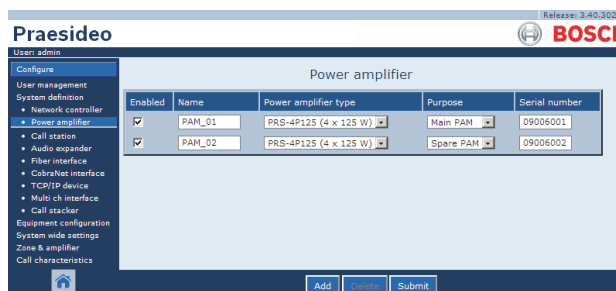 Release: 3.40.302
Praesideo
BOSCH
User: admin
Configure
User management
System definition
• Network controller
• Power amplifier
• Call station
• Audio expander
• Fiber interface
• CobraNet interface
• TCP/IP device
• Multi ch interface
• Call stacker
Equipment configuration
System wide settings
Zone & amplifier
Call characteristics
Power amplifier
Enabled Name Power amplifier type Purpose Serial number
PAM_01 PRS-4P125 (4 x 125 W) Main PAM 09006001
PAM_02 PRS-4P125 (4 x 125 W) Spare PAM 09006002
Add Delete Submit